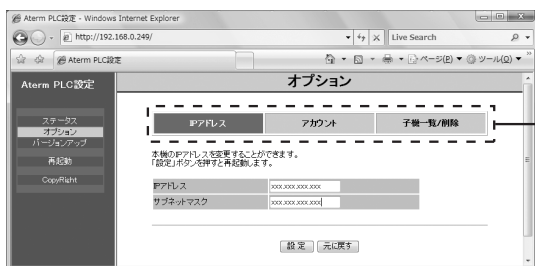 Aterm PLC設定 - Windows Internet Explorer
http://192.168.0.249/
Live Search
Aterm PLC設定
ページ(P) ツール(O)
Aterm PLC設定
オプション
ステータス
オプション
バージョンアップ
再起動
CopyRight
IPアドレス アカウント 子機一覧/削除
本機のIPアドレスを変更することができます。
「設定」ボタンを押すと再起動します。
IPアドレス xxx.xxx.xxx.xxx
サブネットマスク xxx.xxx.xxx.xxx
設定 元に戻す